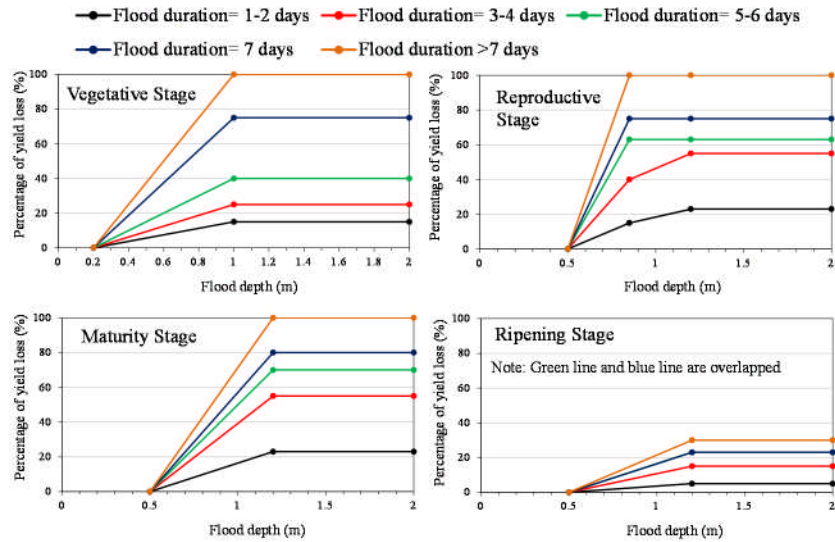 Flood duration= 1-2 days Flood duration= 3-4 days Flood duration= 5-6 days
Flood duration= 7 days Flood duration >7 days
Vegetative Stage
Percentage of yield loss (%)
100
80
60
40
20
0
0 0.2 0.4 0.6 0.8 1 1.2 1.4 1.6 1.8 2
Flood depth (m)
Reproductive
Stage
Percentage of yield loss (%)
100
80
60
40
20
0
0 0.5 1 1.5 2
Flood depth (m)
Maturity Stage
Percentage of yield loss (%)
100
80
60
40
20
0
0 0.5 1 1.5 2
Flood depth (m)
Ripening Stage
Note: Green line and blue line are overlapped
Percentage of yield loss (%)
100
80
60
40
20
0
0 0.5 1 1.5 2
Flood depth (m)